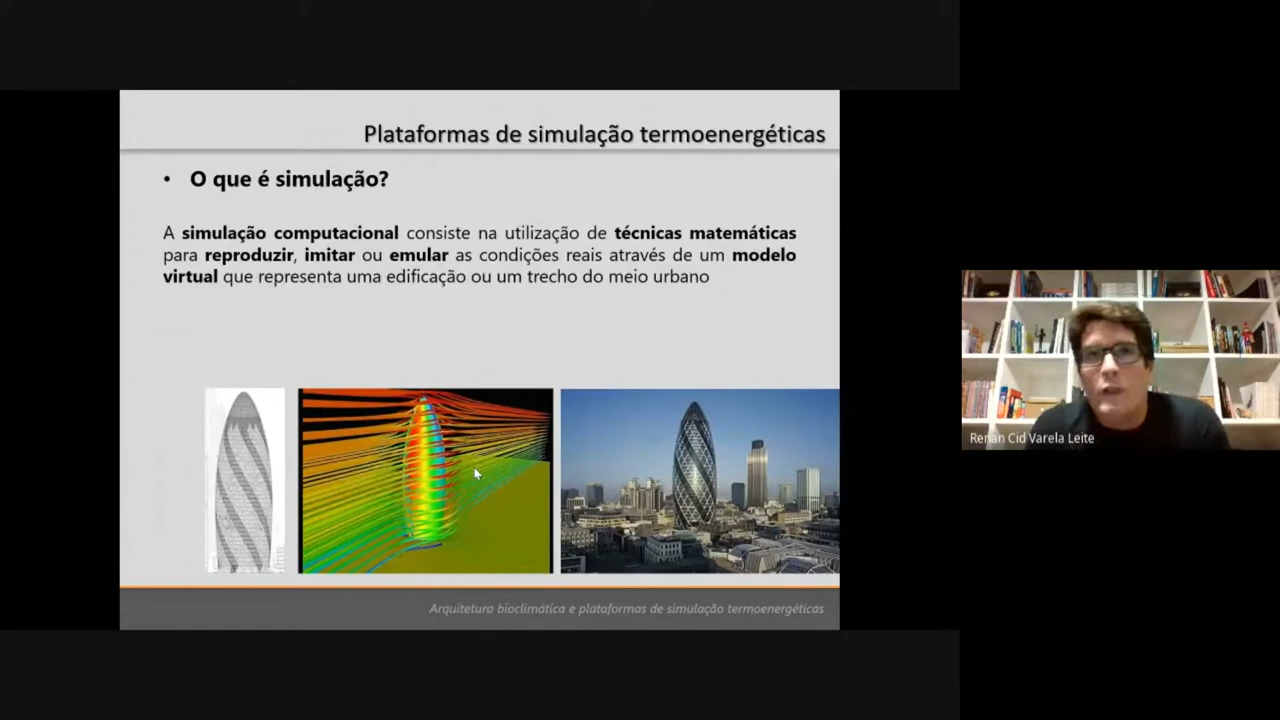 Plataformas de simulação termoenergéticas
• O que é simulação?
A simulação computacional consiste na utilização de técnicas matemáticas
para reproduzir, imitar ou emular as condições reais através de um modelo
virtual que representa uma edificação ou um trecho do meio urbano
Arquitetura bioclimática e plataformas de simulação termoenergéticas
Renan Cid Varela Leite